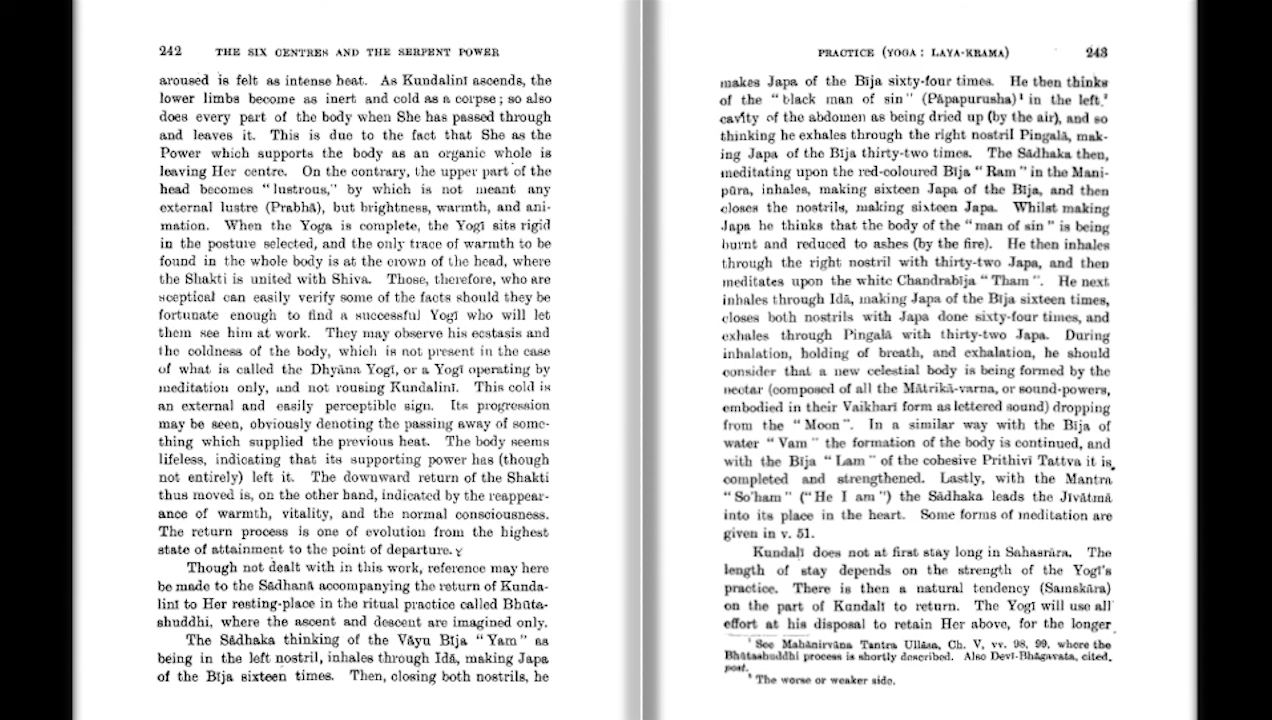 242 THE SIX CENTRES AND THE SERPENT POWER
aroused is felt as intense heat. As Kundalinī ascends, the
lower limbs become as inert and cold as a corpse; so also
does every part of the body when She has passed through
and leaves it. This is due to the fact that She as the
Power which supports the body as an organic whole is
leaving Her centre. On the contrary, the upper part of the
head becomes “lustrous,” by which is not meant any
external lustre (Prabhā), but brightness, warmth, and ani-
mation. When the Yoga is complete, the Yogī sits rigid
in the posture selected, and the only trace of warmth to be
found in the whole body is at the crown of the head, where
the Shakti is united with Shiva. Those, therefore, who are
sceptical can easily verify some of the facts should they be
fortunate enough to find a successful Yogī who will let
them see him at work. They may observe his ecstasis and
the coldness of the body, which is not present in the case
of what is called the Dhyāna Yogī, or a Yogī operating by
meditation only, and not rousing Kundalinī. This cold is
an external and easily perceptible sign. Its progression
may be seen, obviously denoting the passing away of some-
thing which supplied the previous heat. The body seems
lifeless, indicating that its supporting power has (though
not entirely) left it. The downward return of the Shakti
thus moved is, on the other hand, indicated by the reappear-
ance of warmth, vitality, and the normal consciousness.
The return process is one of evolution from the highest
state of attainment to the point of departure.
Though not dealt with in this work, reference may here
be made to the Sādhanā accompanying the return of Kunda-
linī to Her resting-place in the ritual practice called Bhūta-
shuddhi, where the ascent and descent are imagined only.
The Sādhaka thinking of the Vāyu Bīja “Yam” as
being in the left nostril, inhales through Idā, making Japa
of the Bīja sixteen times. Then, closing both nostrils, he
PRACTICE (YOGA: LAYA-KRAMA) 243
makes Japa of the Bīja sixty-four times. He then thinks
of the “black man of sin” (Pāpapurusha)¹ in the left²
cavity of the abdomen as being dried up (by the air), and so
thinking he exhales through the right nostril Pingalā, mak-
ing Japa of the Bīja thirty-two times. The Sādhaka then,
meditating upon the red-coloured Bīja “Ram” in the Mani-
pūra, inhales, making sixteen Japa of the Bīja, and then
closes the nostrils, making sixteen Japa. Whilst making
Japa he thinks that the body of the “man of sin” is being
burnt and reduced to ashes (by the fire). He then inhales
through the right nostril with thirty-two Japa, and then
meditates upon the white Chandrabīja “Tham”. He next
inhales through Idā, making Japa of the Bīja sixteen times,
closes both nostrils with Japa done sixty-four times, and
exhales through Pingalā with thirty-two Japa. During
inhalation, holding of breath, and exhalation, he should
consider that a new celestial body is being formed by the
nectar (composed of all the Mātrikā-varna, or sound-powers,
embodied in their Vaikharī form as lettered sound) dropping
from the “Moon”. In a similar way with the Bīja of
water “Vam” the formation of the body is continued, and
with the Bīja “Lam” of the cohesive Prithivī Tattva it is
completed and strengthened. Lastly, with the Mantra
“So'ham” (“He I am”) the Sādhaka leads the Jīvātmā
into its place in the heart. Some forms of meditation are
given in v. 51.
Kundalī does not at first stay long in Sahasrāra. The
length of stay depends on the strength of the Yogī's
practice. There is then a natural tendency (Samskāra)
on the part of Kundalī to return. The Yogī will use all
effort at his disposal to retain Her above, for the longer
¹ See Mahānirvāna Tantra Ullāsa, Ch. V, vv. 98, 99, where the
Bhūtashuddhi process is shortly described. Also Devī-Bhāgavata, cited,
post.
² The worse or weaker side.